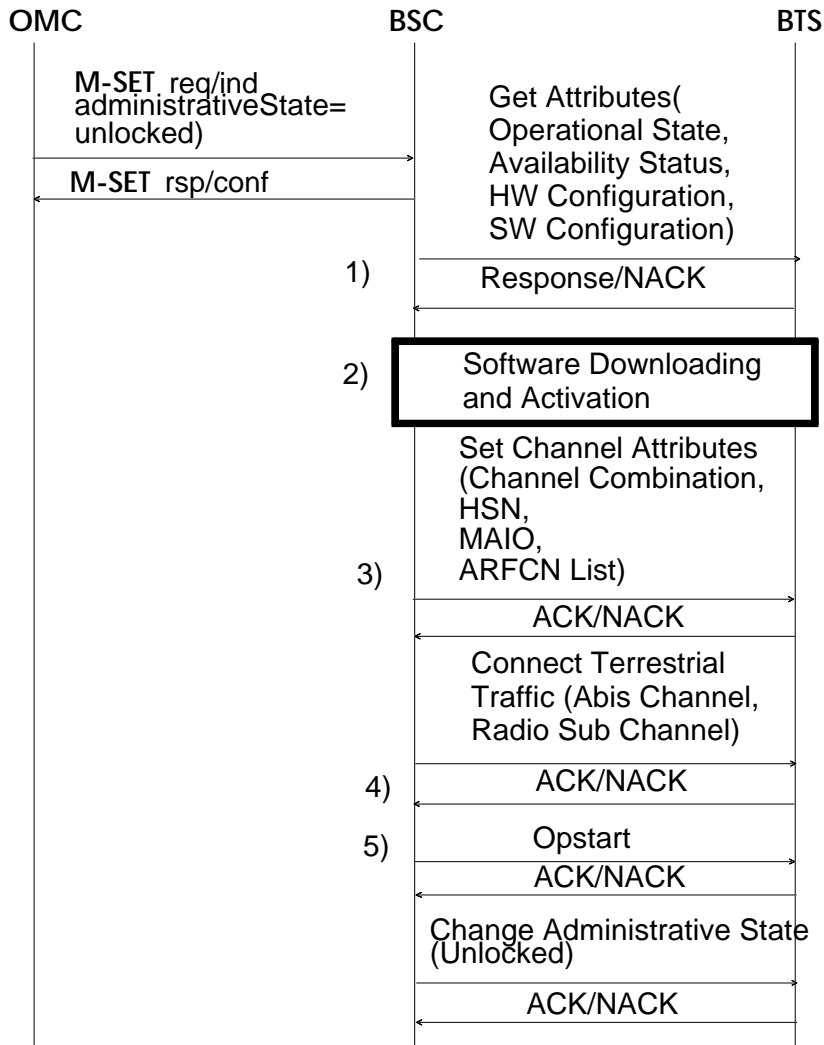 OMC BSC BTS
M-SET req/ind
administrativeState=
unlocked)
M-SET rsp/conf
Get Attributes(
Operational State,
Availability Status,
HW Configuration,
SW Configuration)
1)
Response/NACK
2)
Software Downloading
and Activation
Set Channel Attributes
(Channel Combination,
HSN,
MAIO,
ARFCN List)
3)
ACK/NACK
Connect Terrestrial
Traffic (Abis Channel,
Radio Sub Channel)
4)
ACK/NACK
5)
Opstart
ACK/NACK
Change Administrative State
(Unlocked)
ACK/NACK